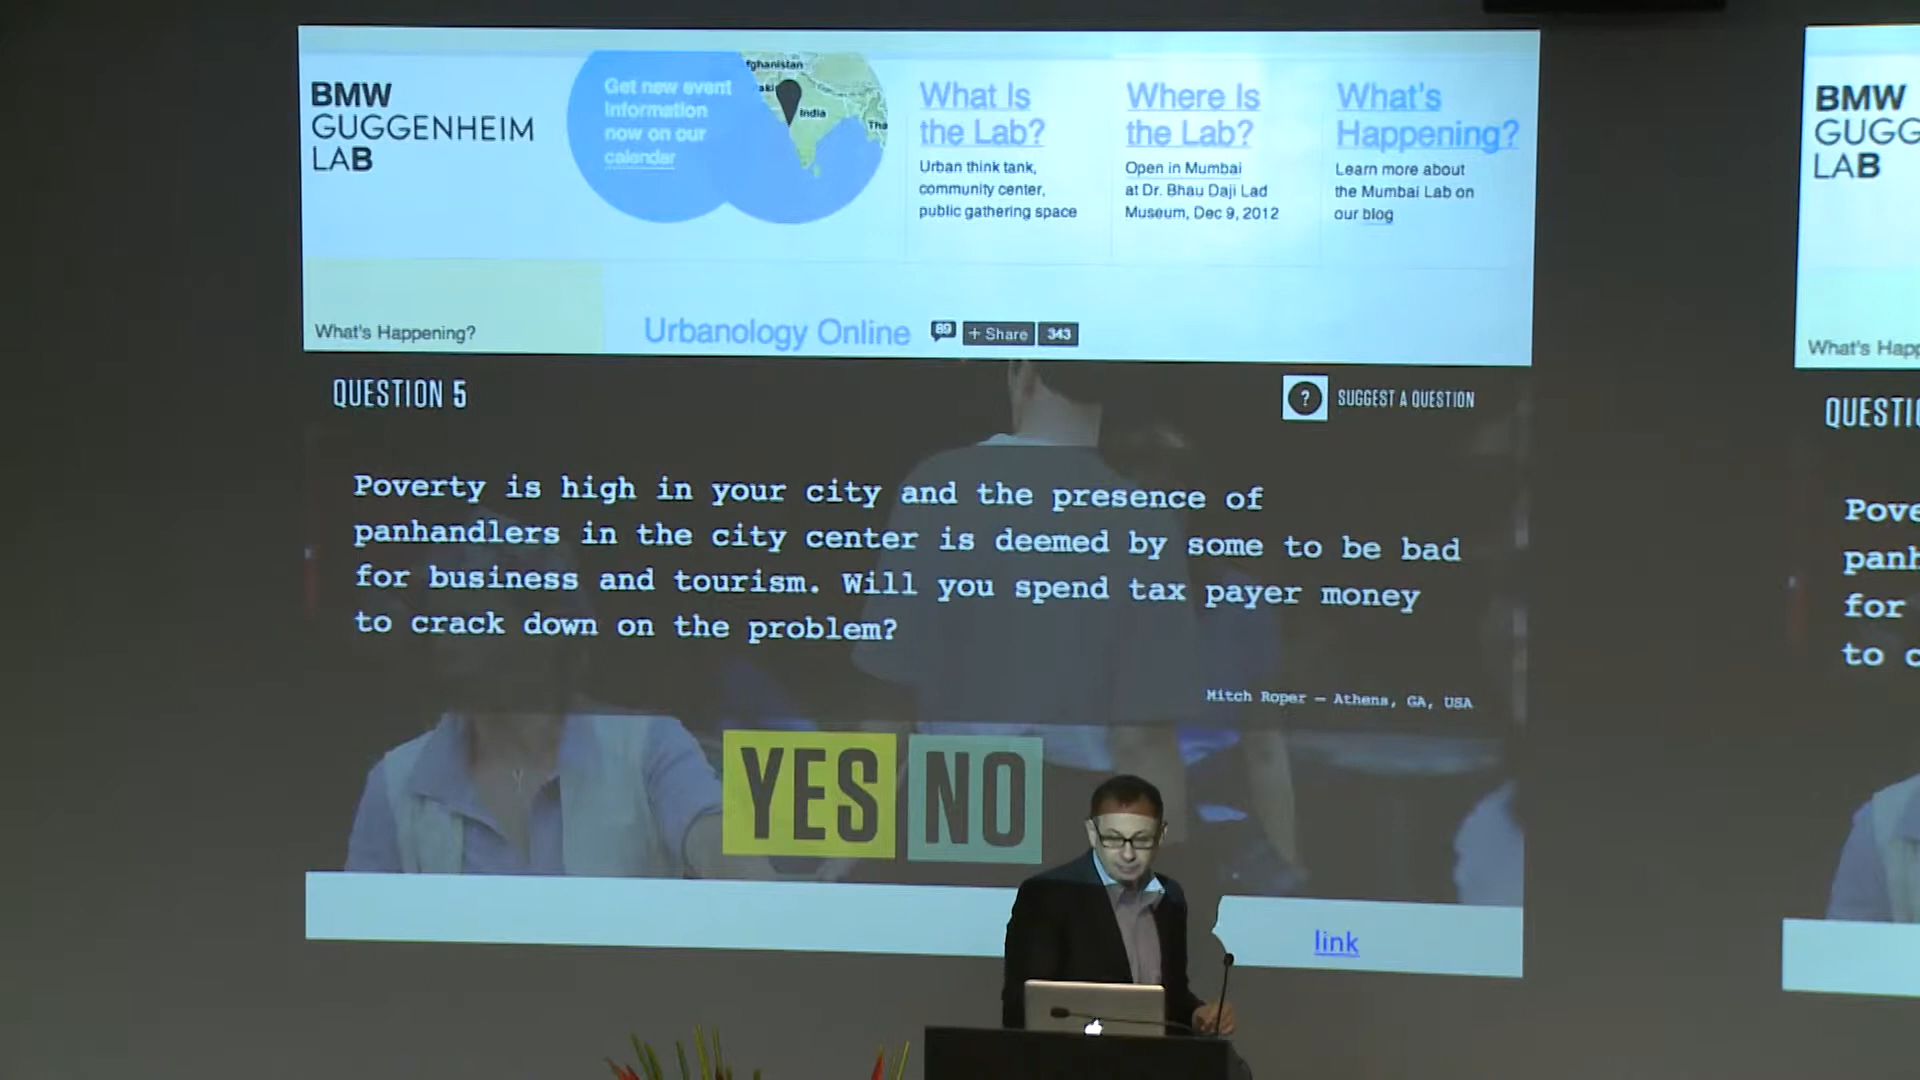 BMW
GUGGENHEIM
LAB
Get new event
Information
now on our
calendar
fghanistan
aki
India
Tha
What Is
the Lab?
Urban think tank,
community center,
public gathering space
Where Is
the Lab?
Open in Mumbai
at Dr. Bhau Daji Lad
Museum, Dec 9, 2012
What's
Happening?
Learn more about
the Mumbai Lab on
our blog
What's Happening?
Urbanology Online
89
+ Share
343
QUESTION 5
? SUGGEST A QUESTION
Poverty is high in your city and the presence of
panhandlers in the city center is deemed by some to be bad
for business and tourism. Will you spend tax payer money
to crack down on the problem?
Mitch Roper — Athens, GA, USA
YES NO
link
BMW
GUGG
LAB
What's Happ
QUESTIO
Pove
panh
for
to c